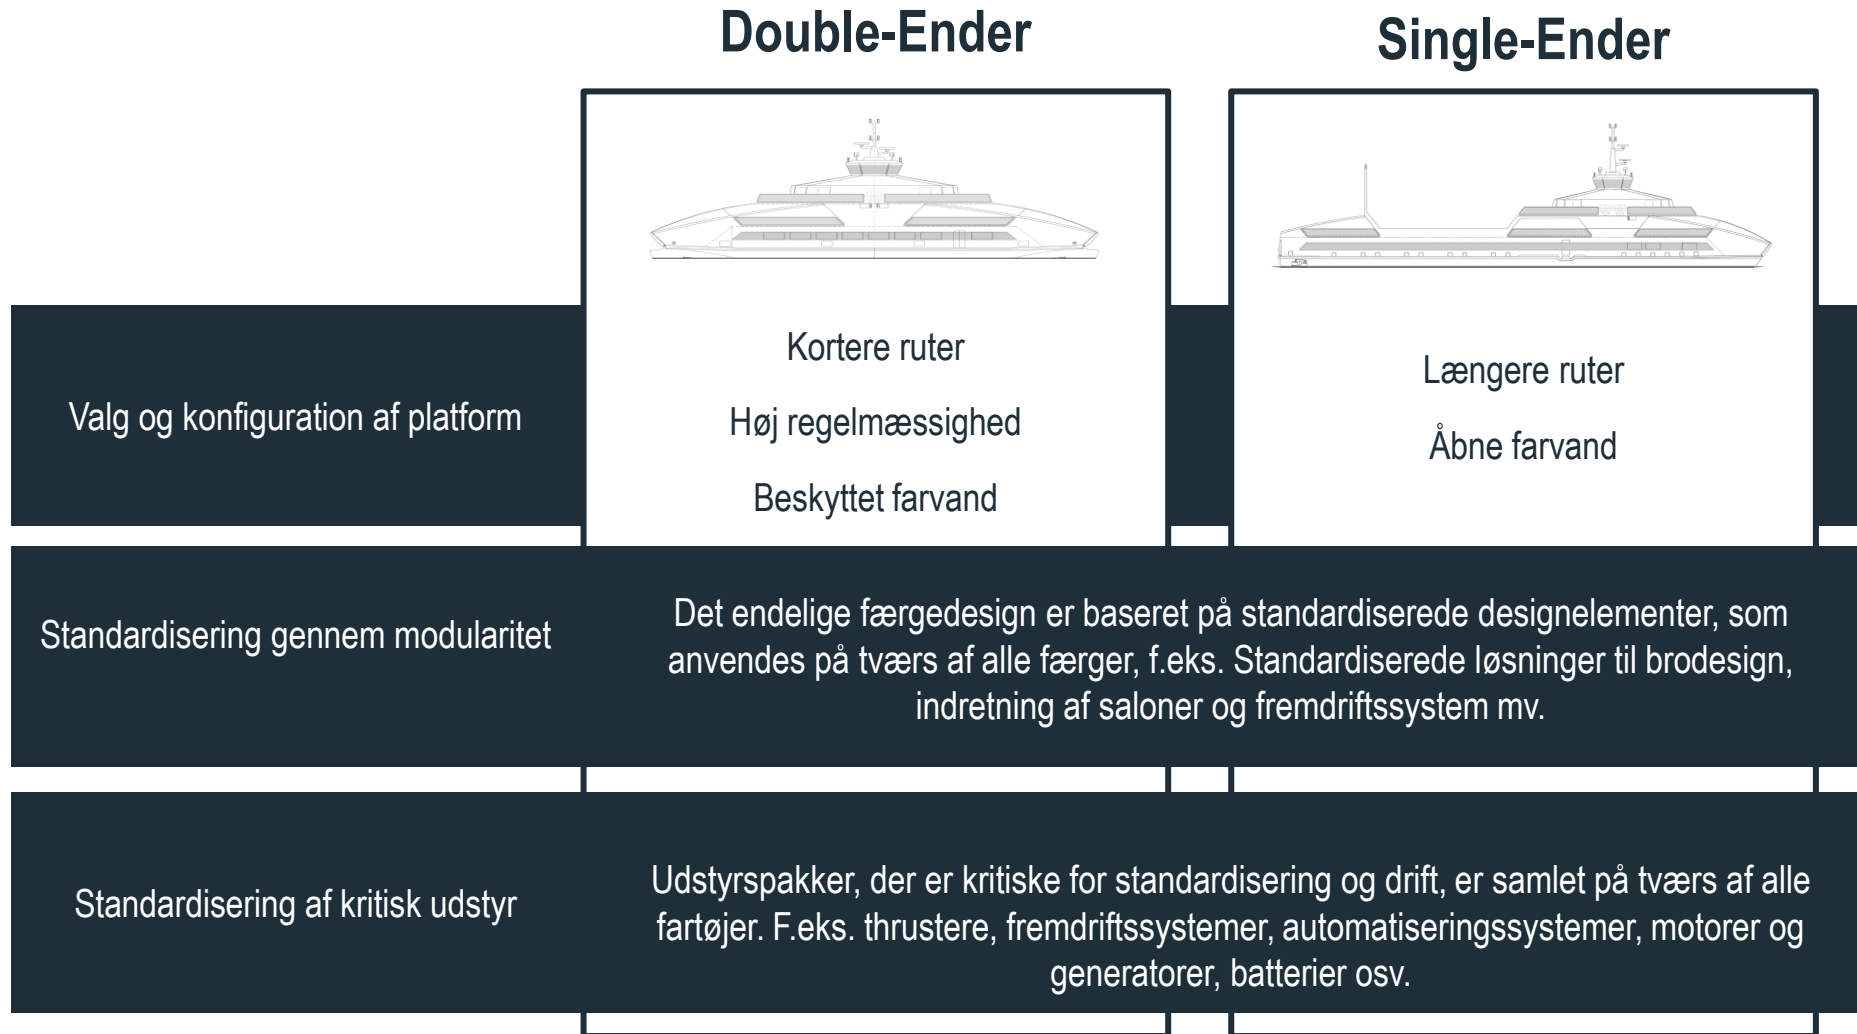 Double-Ender
Single-Ender
Valg og konfiguration af platform
Kortere ruter
Høj regelmæssighed
Beskyttet farvand
Længere ruter
Åbne farvand
Standardisering gennem modularitet
Det endelige færgedesign er baseret på standardiserede designelementer, som
anvendes på tværs af alle færger, f.eks. Standardiserede løsninger til brodesign,
indretning af saloner og fremdriftssystem mv.
Standardisering af kritisk udstyr
Udstyrspakker, der er kritiske for standardisering og drift, er samlet på tværs af alle
fartøjer. F.eks. thrustere, fremdriftssystemer, automatiseringssystemer, motorer og
generatorer, batterier osv.